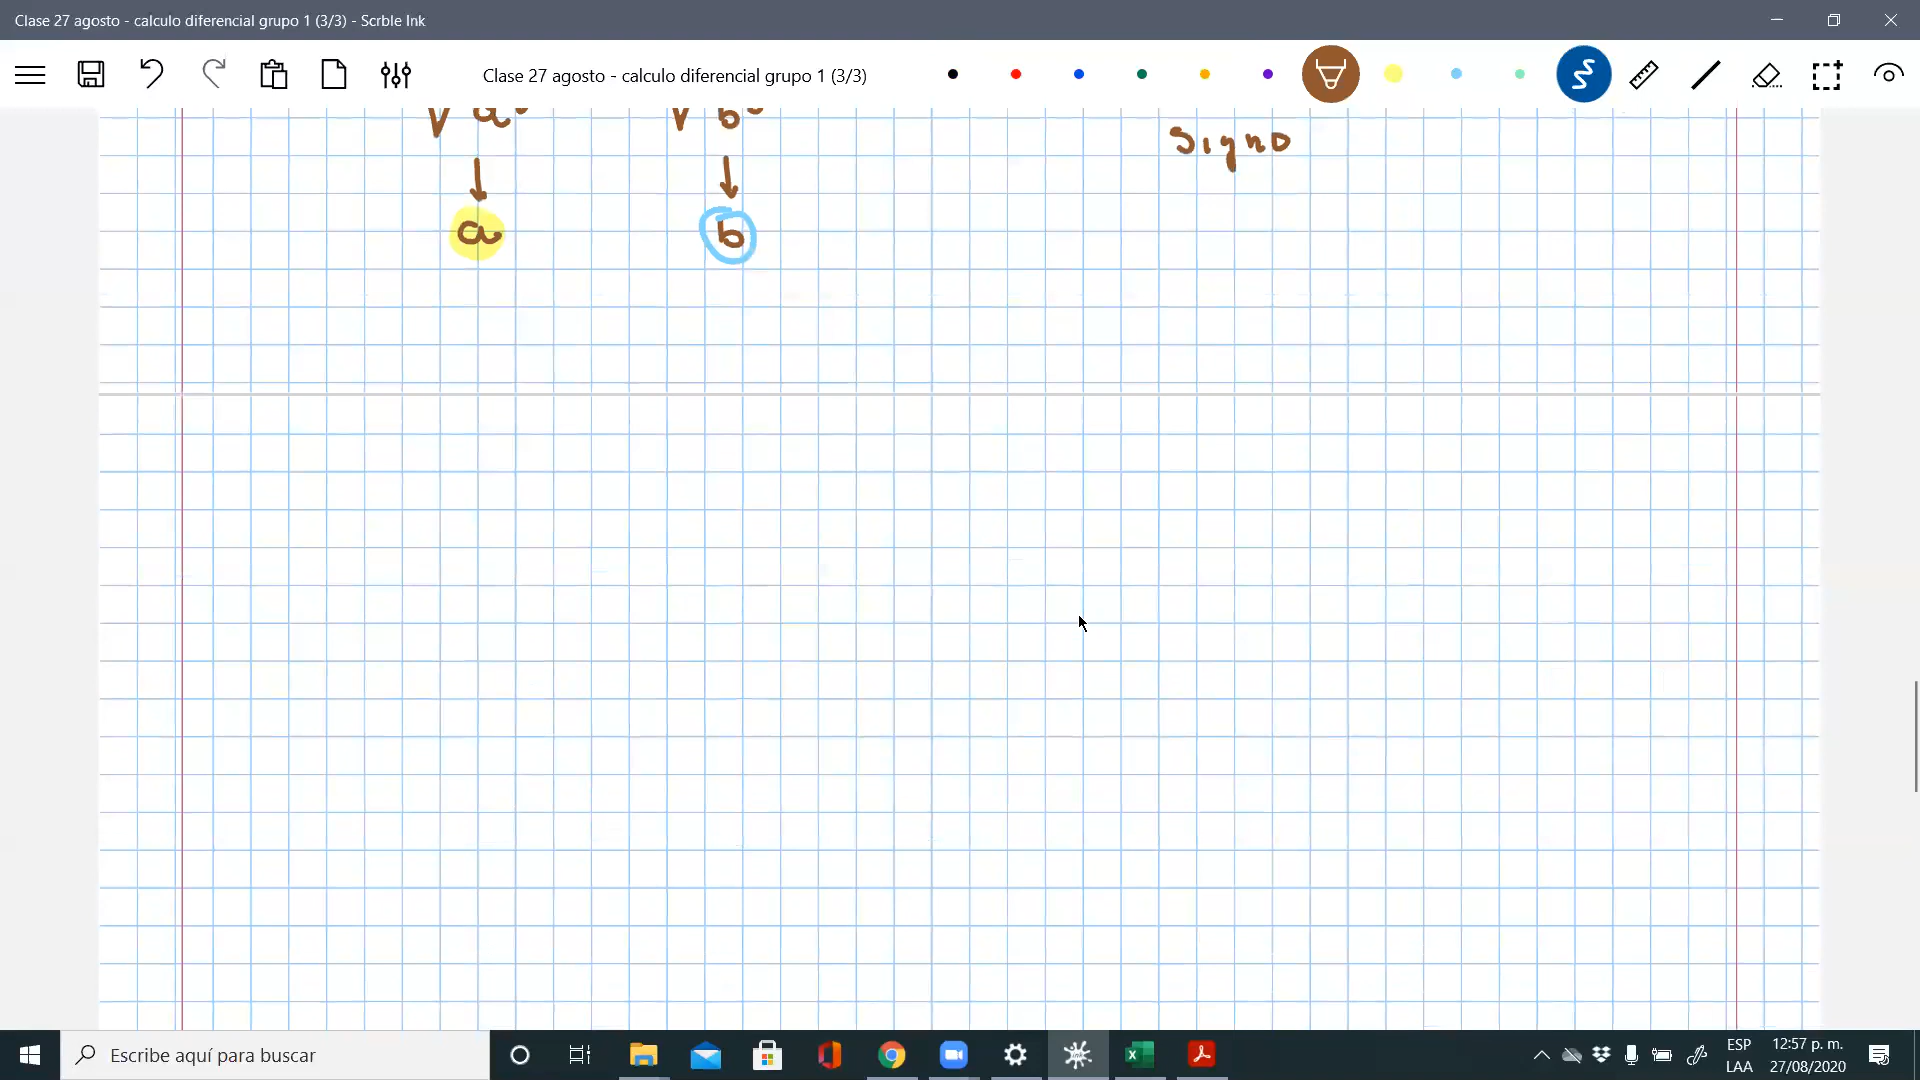 Clase 27 agosto - calculo diferencial grupo 1 (3/3) - Scrble Ink
Clase 27 agosto - calculo diferencial grupo 1 (3/3)
signo
a b
Escribe aquí para buscar
ESP
LAA
12:57 p. m.
27/08/2020